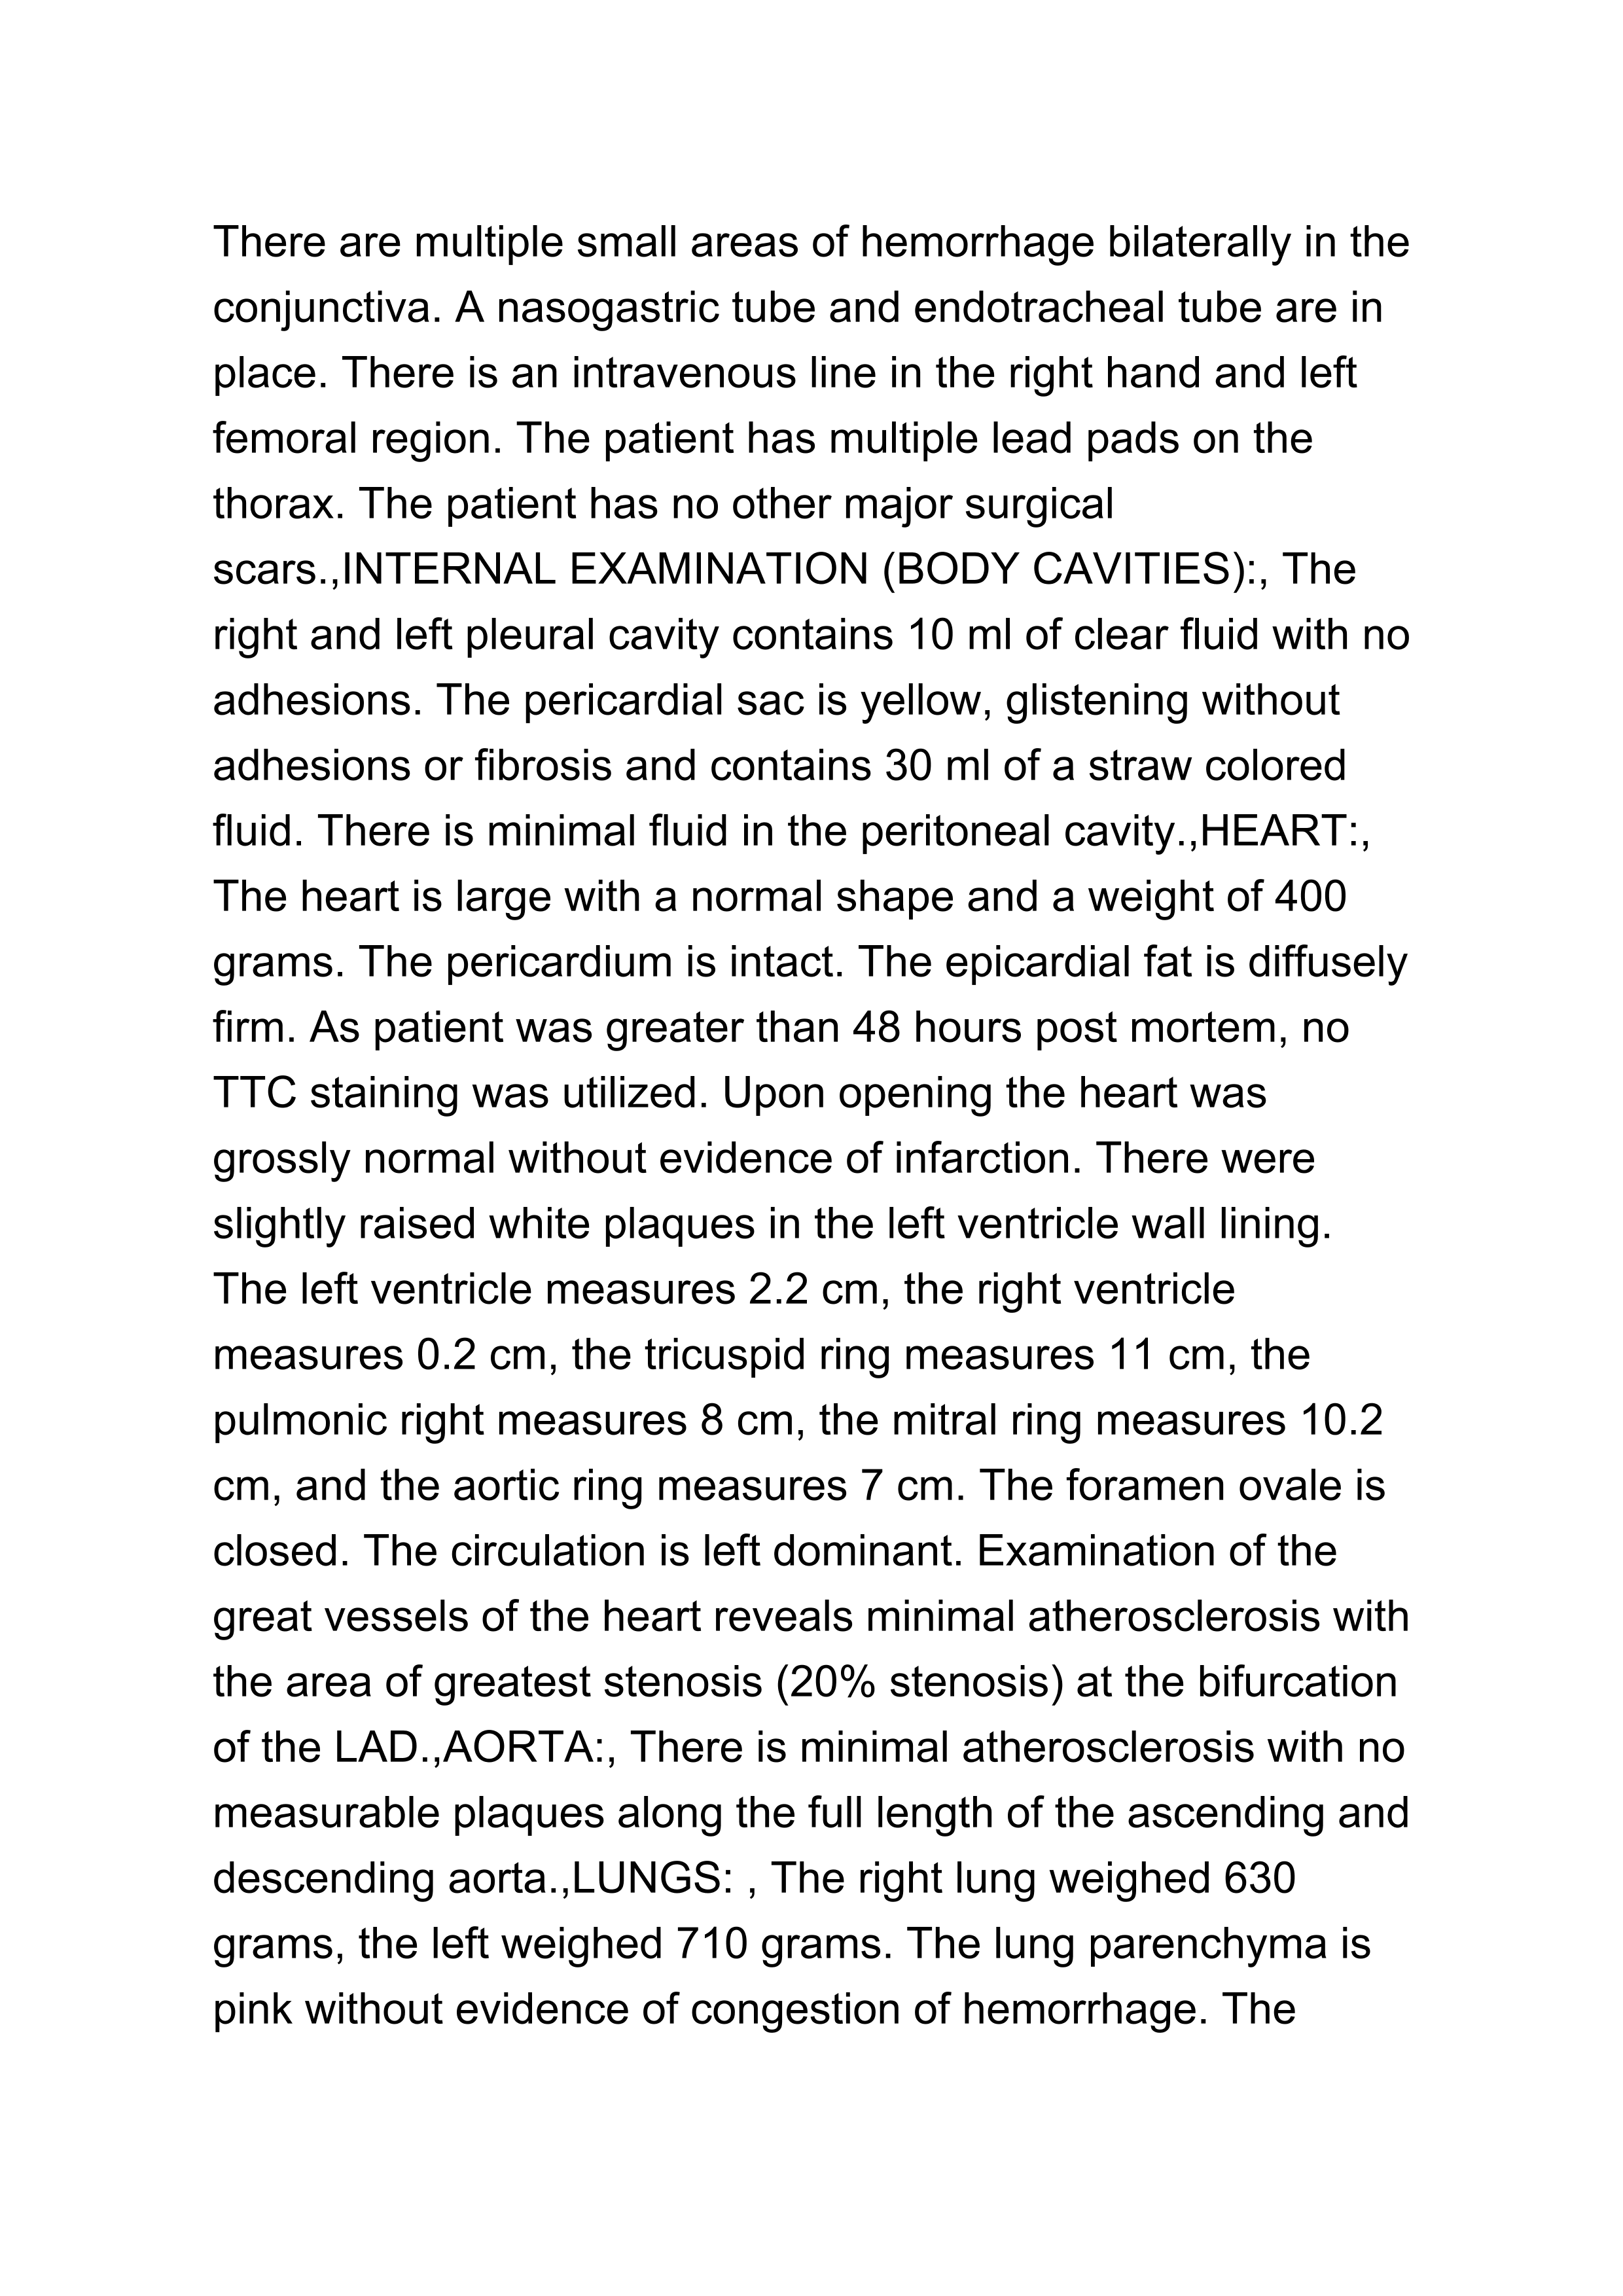 There are multiple small areas of hemorrhage bilaterally in the
conjunctiva. A nasogastric tube and endotracheal tube are in
place. There is an intravenous line in the right hand and left
femoral region. The patient has multiple lead pads on the
thorax. The patient has no other major surgical
scars.,INTERNAL EXAMINATION (BODY CAVITIES):, The
right and left pleural cavity contains 10 ml of clear fluid with no
adhesions. The pericardial sac is yellow, glistening without
adhesions or fibrosis and contains 30 ml of a straw colored
fluid. There is minimal fluid in the peritoneal cavity.,HEART:,
The heart is large with a normal shape and a weight of 400
grams. The pericardium is intact. The epicardial fat is diffusely
firm. As patient was greater than 48 hours post mortem, no
TTC staining was utilized. Upon opening the heart was
grossly normal without evidence of infarction. There were
slightly raised white plaques in the left ventricle wall lining.
The left ventricle measures 2.2 cm, the right ventricle
measures 0.2 cm, the tricuspid ring measures 11 cm, the
pulmonic right measures 8 cm, the mitral ring measures 10.2
cm, and the aortic ring measures 7 cm. The foramen ovale is
closed. The circulation is left dominant. Examination of the
great vessels of the heart reveals minimal atherosclerosis with
the area of greatest stenosis (20% stenosis) at the bifurcation
of the LAD.,AORTA:, There is minimal atherosclerosis with no
measurable plaques along the full length of the ascending and
descending aorta.,LUNGS: , The right lung weighed 630
grams, the left weighed 710 grams. The lung parenchyma is
pink without evidence of congestion of hemorrhage. The